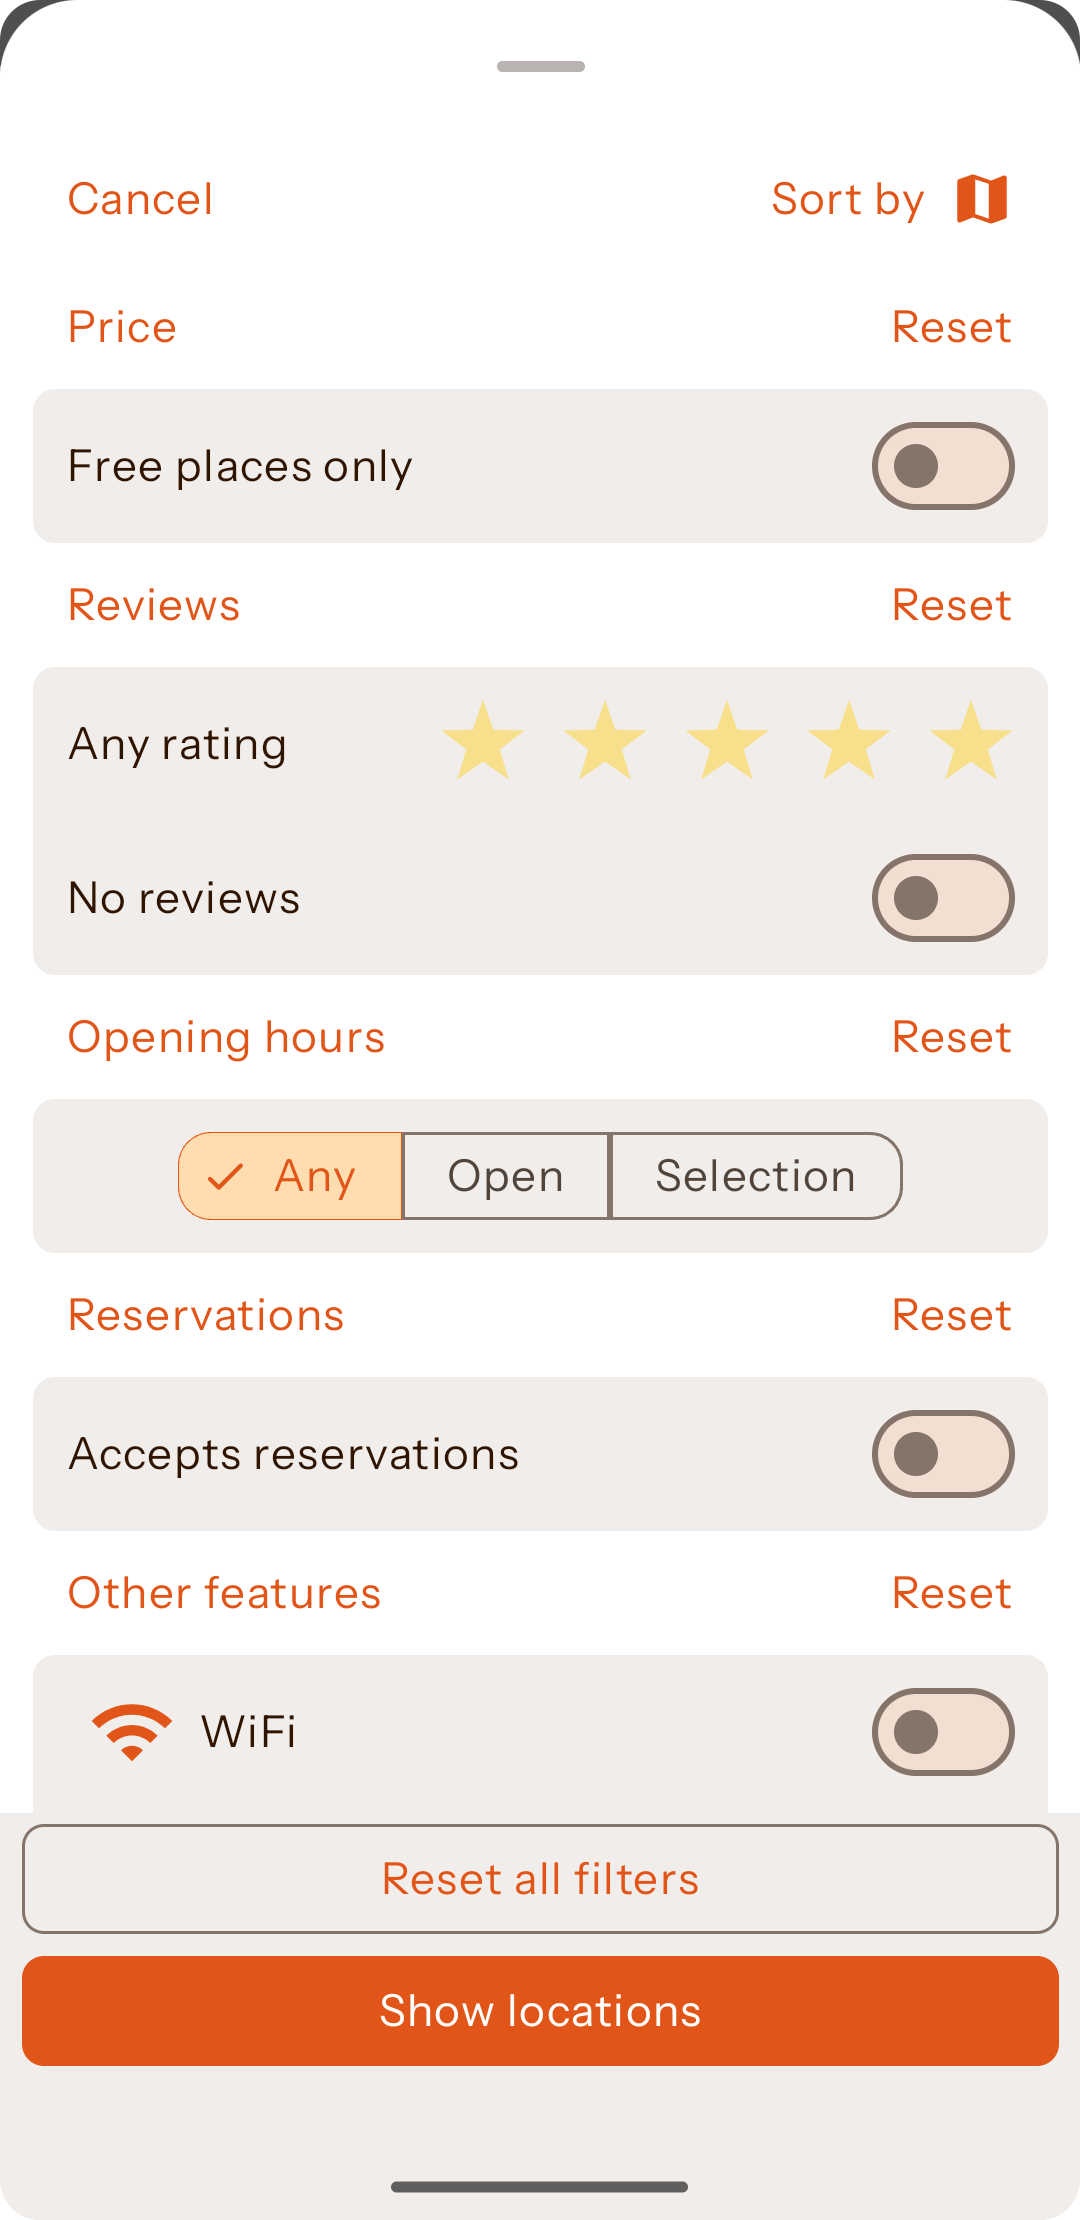 Cancel
Sort by
Price
Reset
Free places only
Reviews
Reset
Any rating
No reviews
Opening hours
Reset
Any
Open
Selection
Reservations
Reset
Accepts reservations
Other features
Reset
WiFi
Reset all filters
Show locations